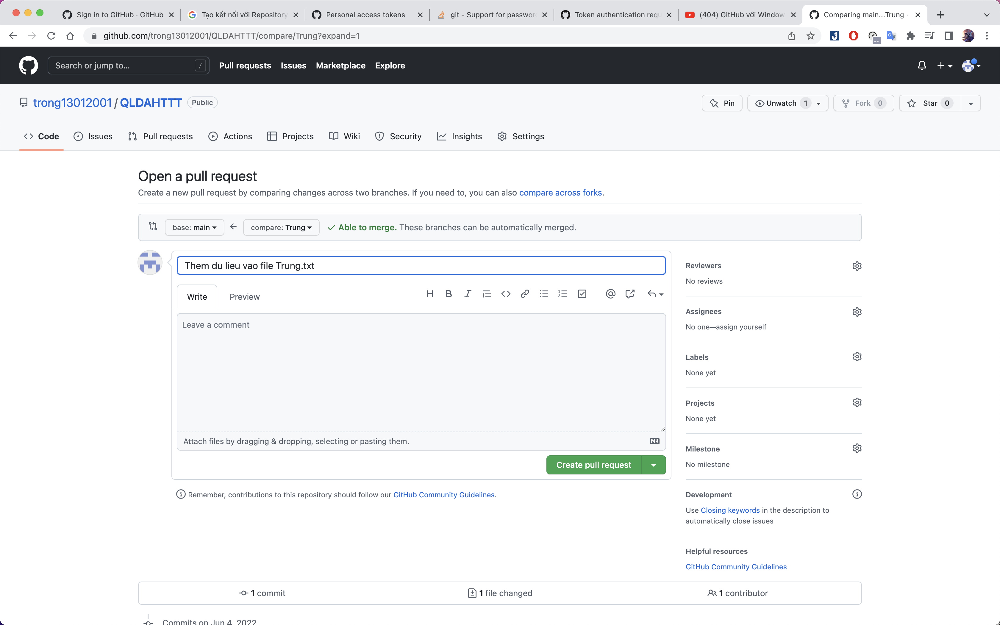 Sign in to GitHub · GitHub
Tạo kết nối với Repository
Personal access tokens
git - Support for password
Token authentication requ
(404) GitHub với Window
Comparing main...Trung ·
github.com/trong13012001/QLDAHTTT/compare/Trung?expand=1
Search or jump to... /
Pull requests
Issues
Marketplace
Explore
trong13012001 / QLDAHTTT Public
Pin
Unwatch 1
Fork 0
Star 0
Code
Issues
Pull requests
Actions
Projects
Wiki
Security
Insights
Settings
Open a pull request
Create a new pull request by comparing changes across two branches. If you need to, you can also compare across forks.
base: main
compare: Trung
Able to merge. These branches can be automatically merged.
Them du lieu vao file Trung.txt
Write
Preview
Leave a comment
Attach files by dragging & dropping, selecting or pasting them.
Create pull request
Remember, contributions to this repository should follow our GitHub Community Guidelines.
Reviewers
No reviews
Assignees
No one—assign yourself
Labels
None yet
Projects
None yet
Milestone
No milestone
Development
Use Closing keywords in the description to
automatically close issues
Helpful resources
GitHub Community Guidelines
1 commit
1 file changed
1 contributor
Commits on Jun 4, 2022